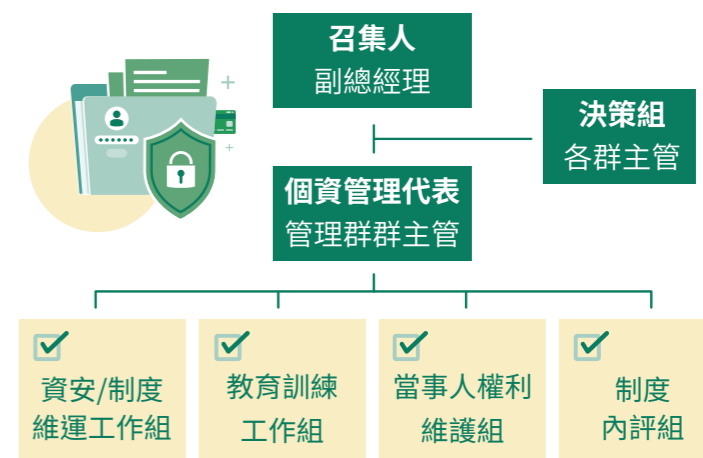 召集人
副總經理
決策組
各群主管
個資管理代表
管理群群主管
資安/制度
維運工作組
教育訓練
工作組
當事人權利
維護組
制度
內評組